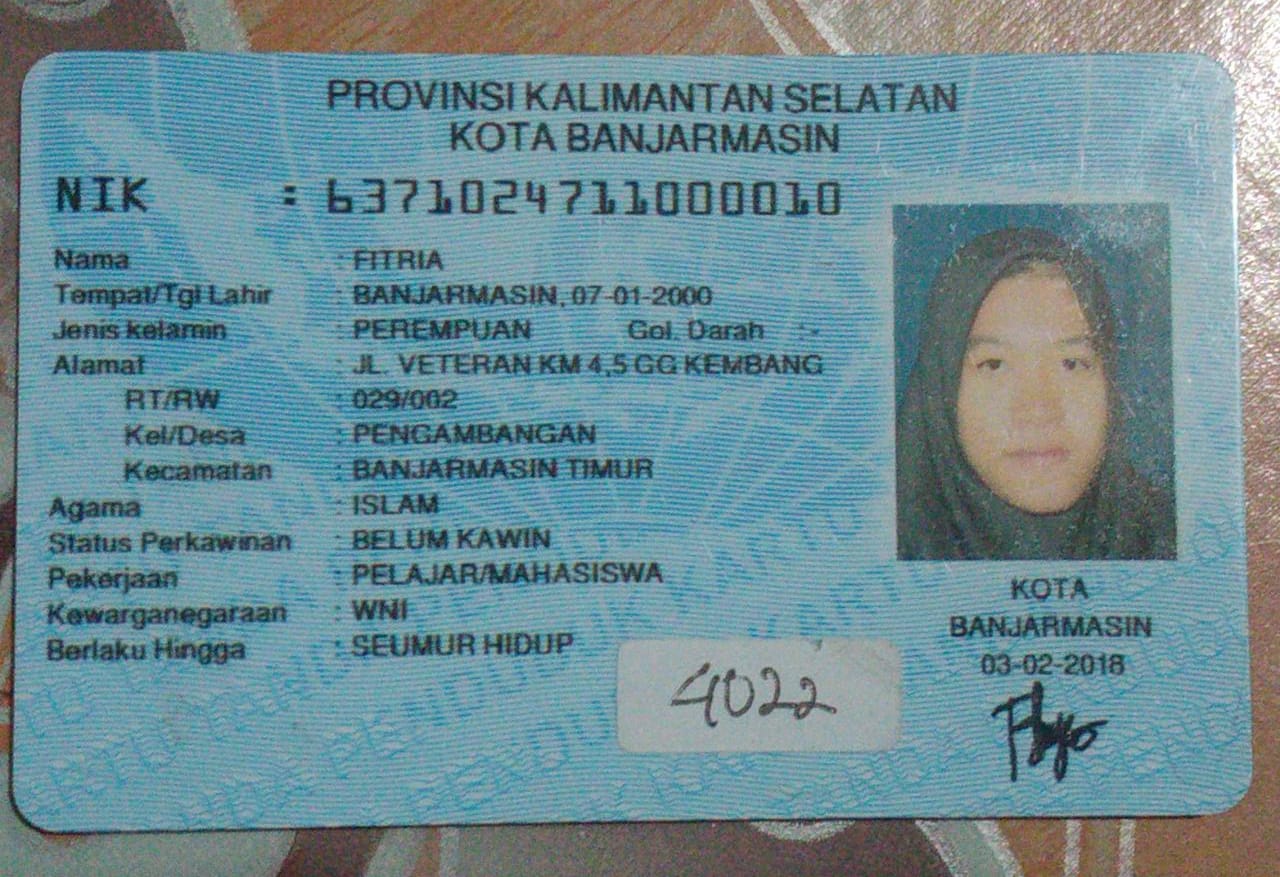 PROVINSI KALIMANTAN SELATAN
KOTA BANJARMASIN
NIK : 6371024711000010
Nama : FITRIA
Tempat/Tgl Lahir : BANJARMASIN, 07-01-2000
Jenis kelamin : PEREMPUAN Gol. Darah : -
Alamat : JL. VETERAN KM 4,5 GG KEMBANG
RT/RW : 029/002
Kel/Desa : PENGAMBANGAN
Kecamatan : BANJARMASIN TIMUR
Agama : ISLAM
Status Perkawinan : BELUM KAWIN
Pekerjaan : PELAJAR/MAHASISWA
Kewarganegaraan : WNI
Berlaku Hingga : SEUMUR HIDUP
4022
KOTA
BANJARMASIN
03-02-2018